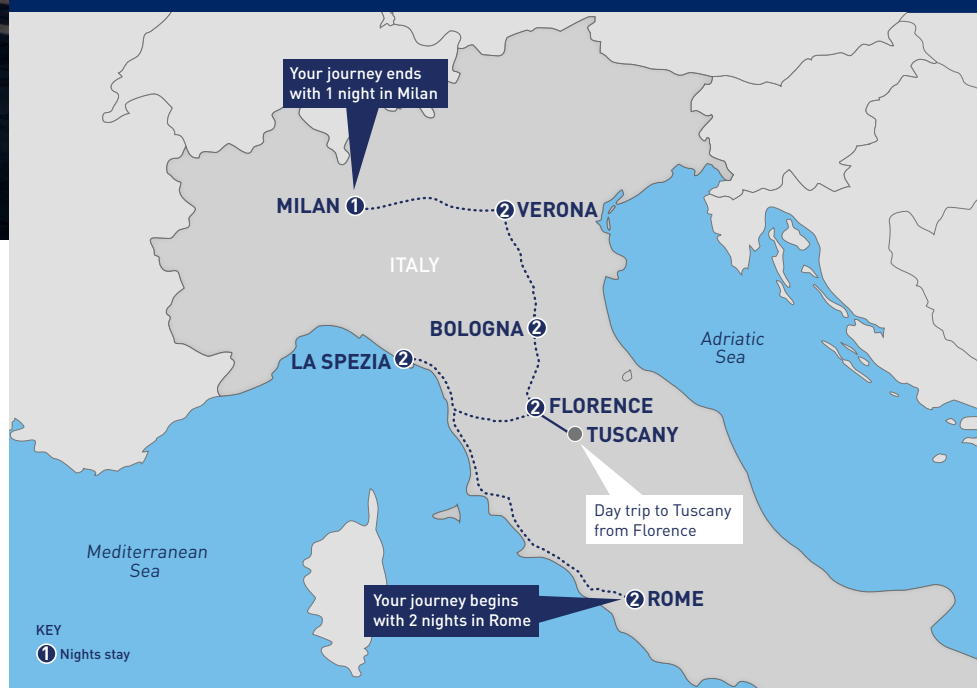 Your journey ends
with 1 night in Milan
MILAN 1
2 VERONA
ITALY
BOLOGNA 2
Adriatic
Sea
LA SPEZIA 2
2 FLORENCE
TUSCANY
Day trip to Tuscany
from Florence
Mediterranean
Sea
Your journey begins
with 2 nights in Rome
2 ROME
KEY
1 Nights stay